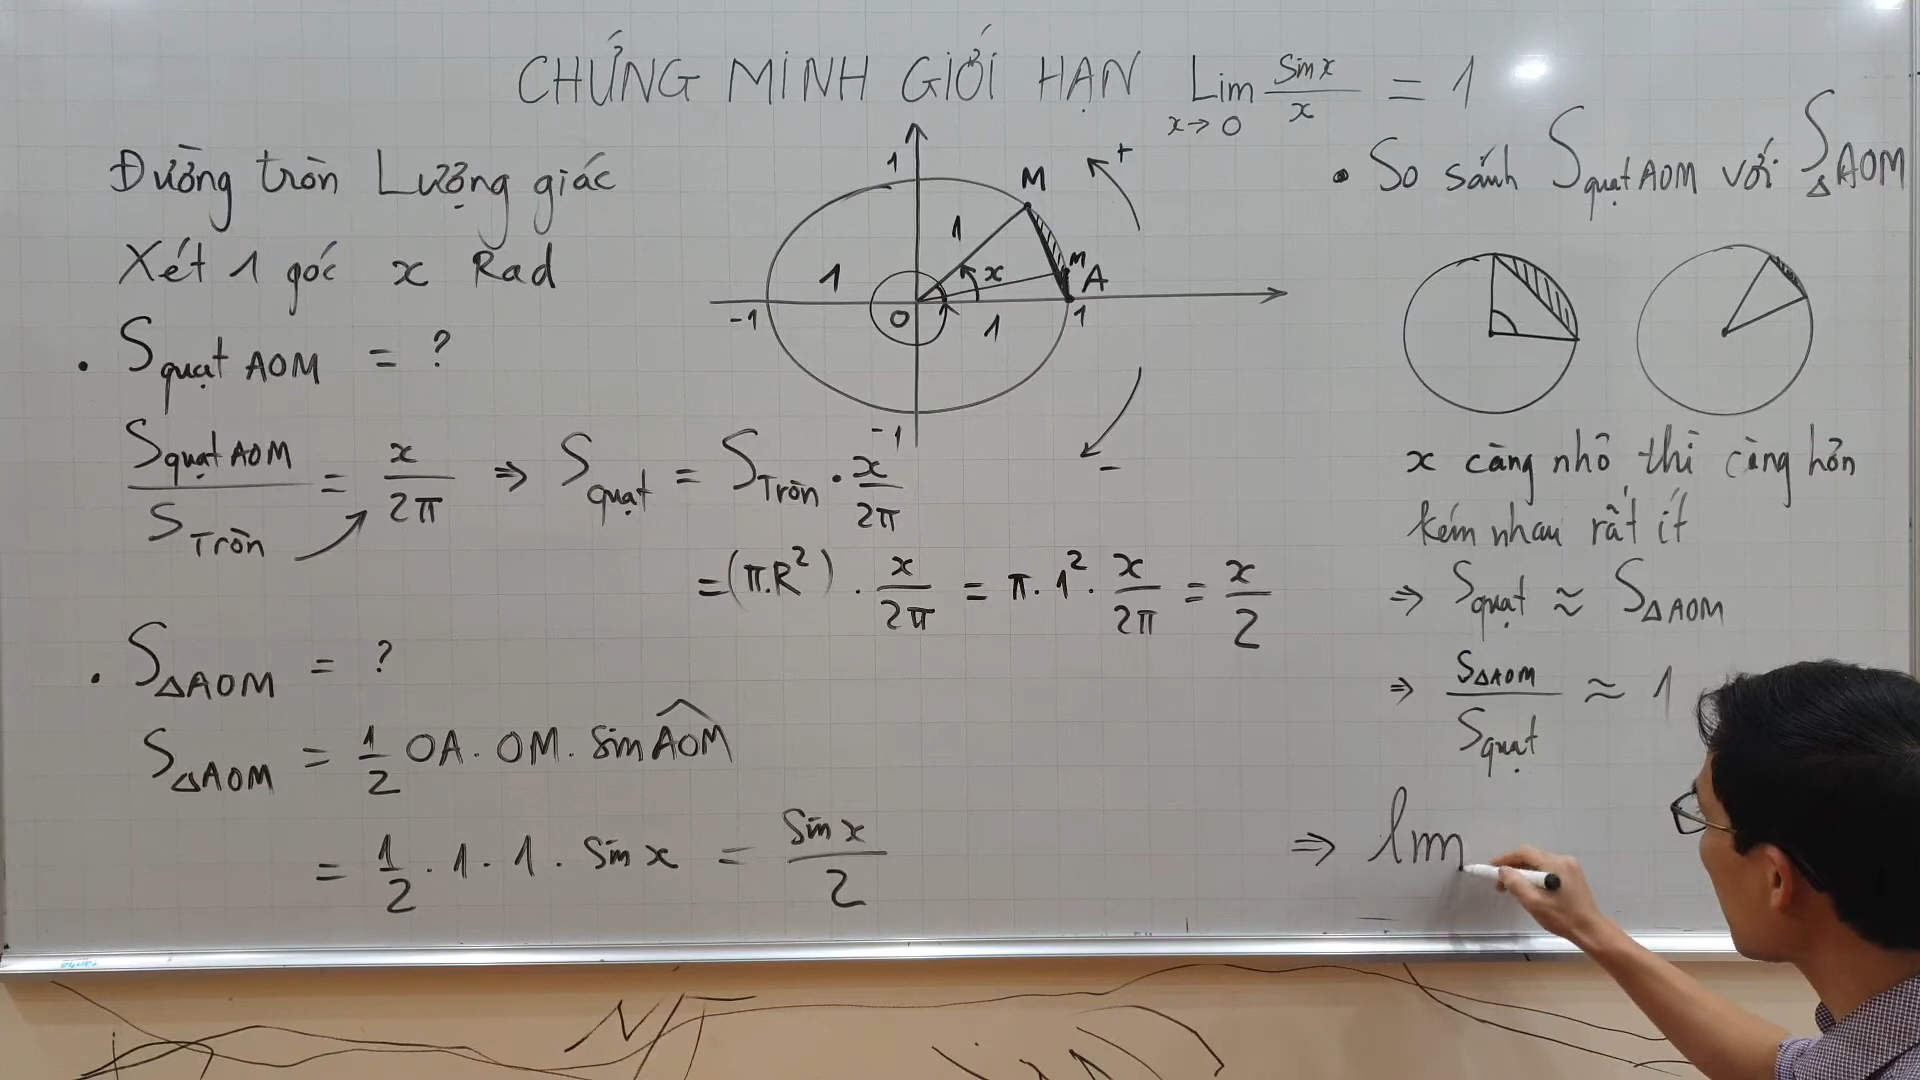 CHỨNG MINH GIỚI HẠN Lim x→0 sinx/x = 1
Đường tròn Lượng giác
Xét 1 góc x Rad
• S quạt AOM = ?
S quạt AOM / S Tròn = x/2π ⇒ S quạt = S Tròn · x/2π
= (π.R²) · x/2π = π.1². x/2π = x/2
• S ΔAOM = ?
S ΔAOM = 1/2 OA. OM. sin AOM
= 1/2 . 1 . 1 . sin x = sin x / 2
1
M
+
1
M
1
x
A
-1
O
1
1
-1
-
• So sánh S quạt AOM với S ΔAOM
x càng nhỏ thì càng hỏn
kém nhau rất ít
⇒ S quạt ≈ S ΔAOM
⇒ S ΔAOM / S quạt ≈ 1
⇒ lim